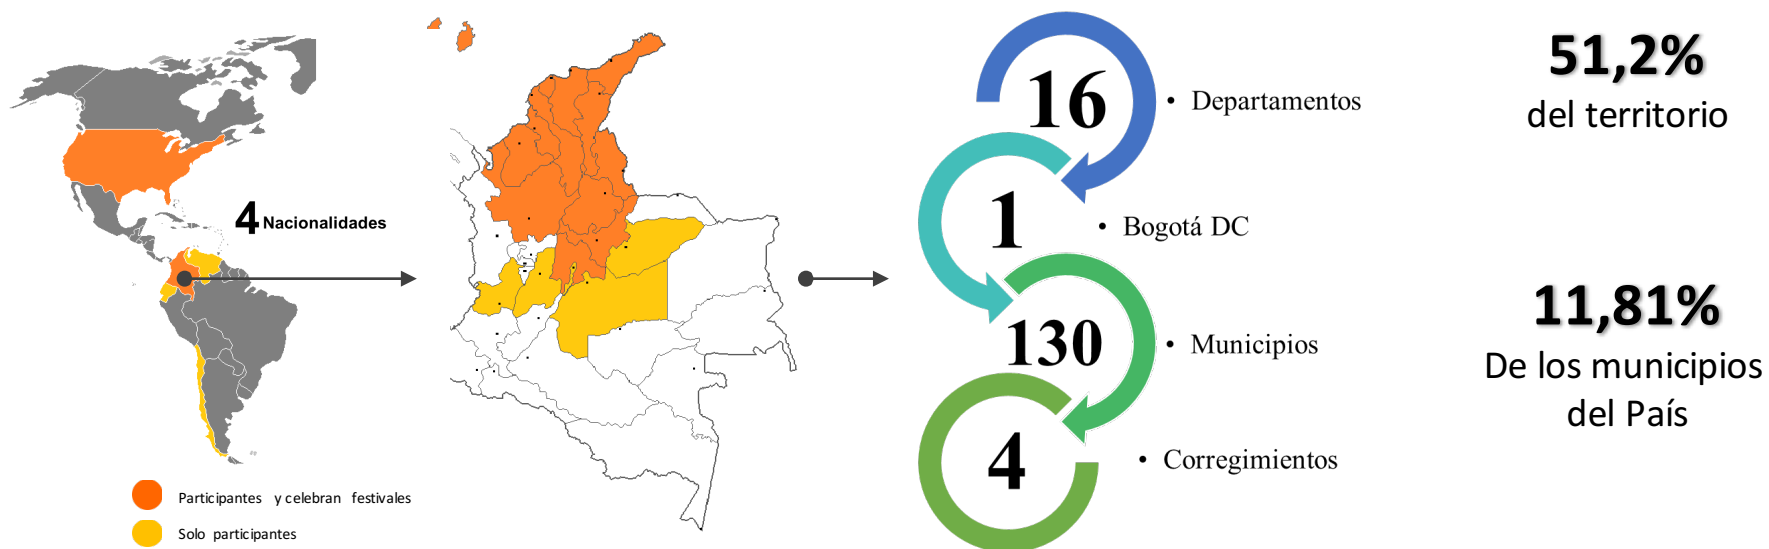 4 Nacionalidades
Participantes y celebran festivales
Solo participantes
16
• Departamentos
1
• Bogotá DC
130
• Municipios
4
• Corregimientos
51,2%
del territorio
11,81%
De los municipios
del País